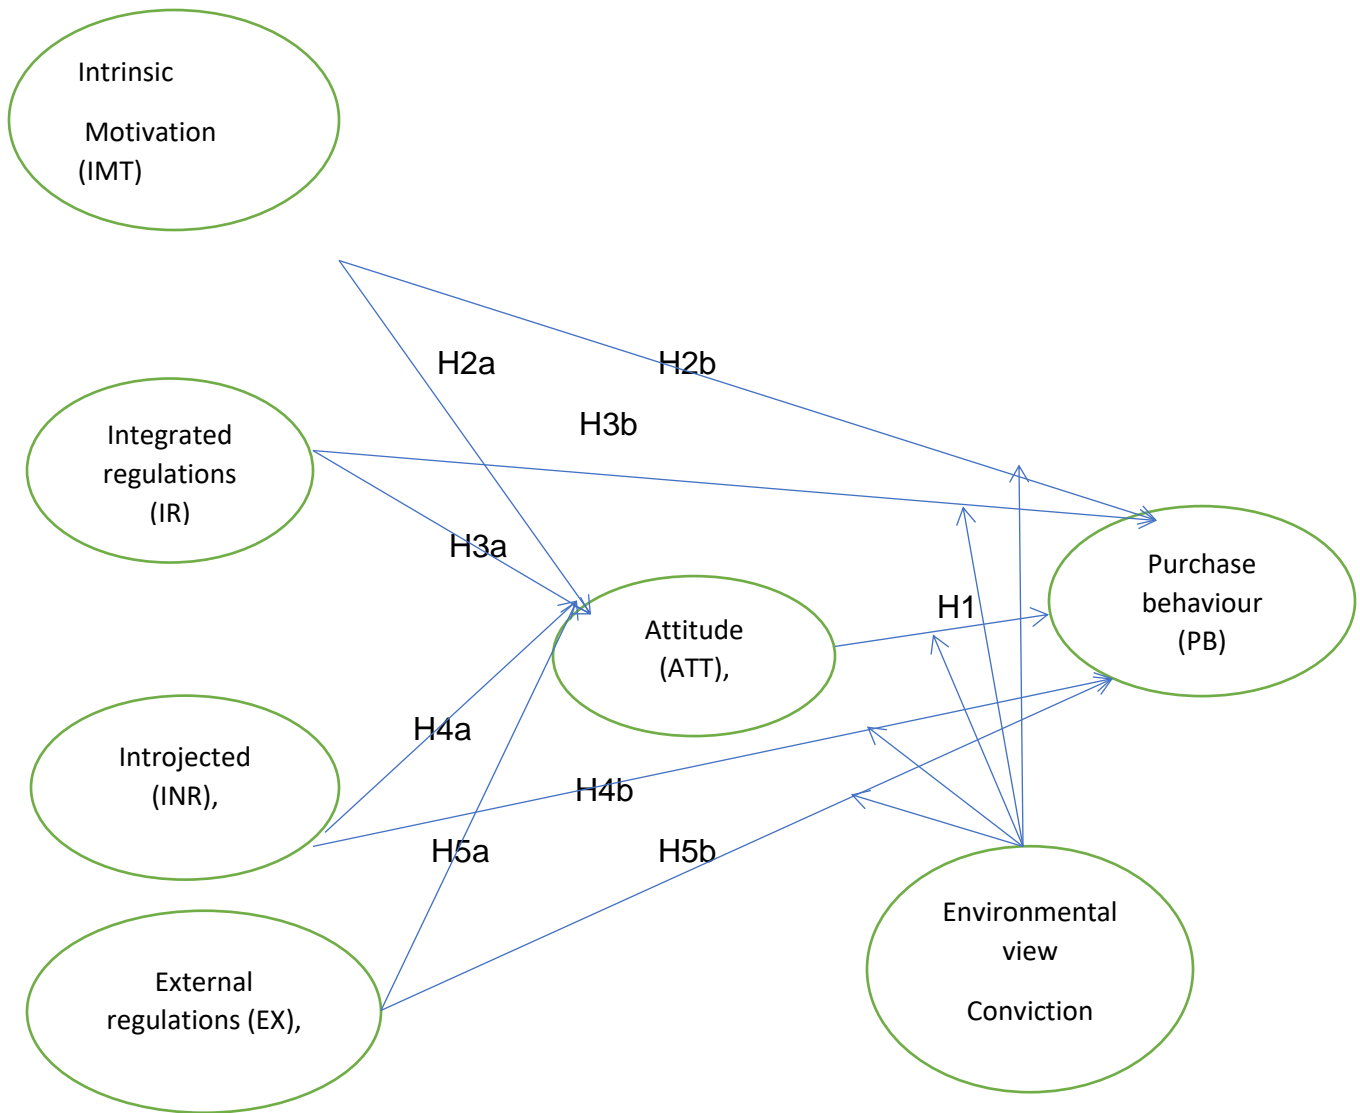 Intrinsic
Motivation
(IMT)
H2a
H2b
H3b
Integrated
regulations
(IR)
H3a
Purchase
behaviour
(PB)
H1
Attitude
(ATT),
H4a
Introjected
(INR),
H4b
H5a
H5b
Environmental
view
Conviction
External
regulations (EX),